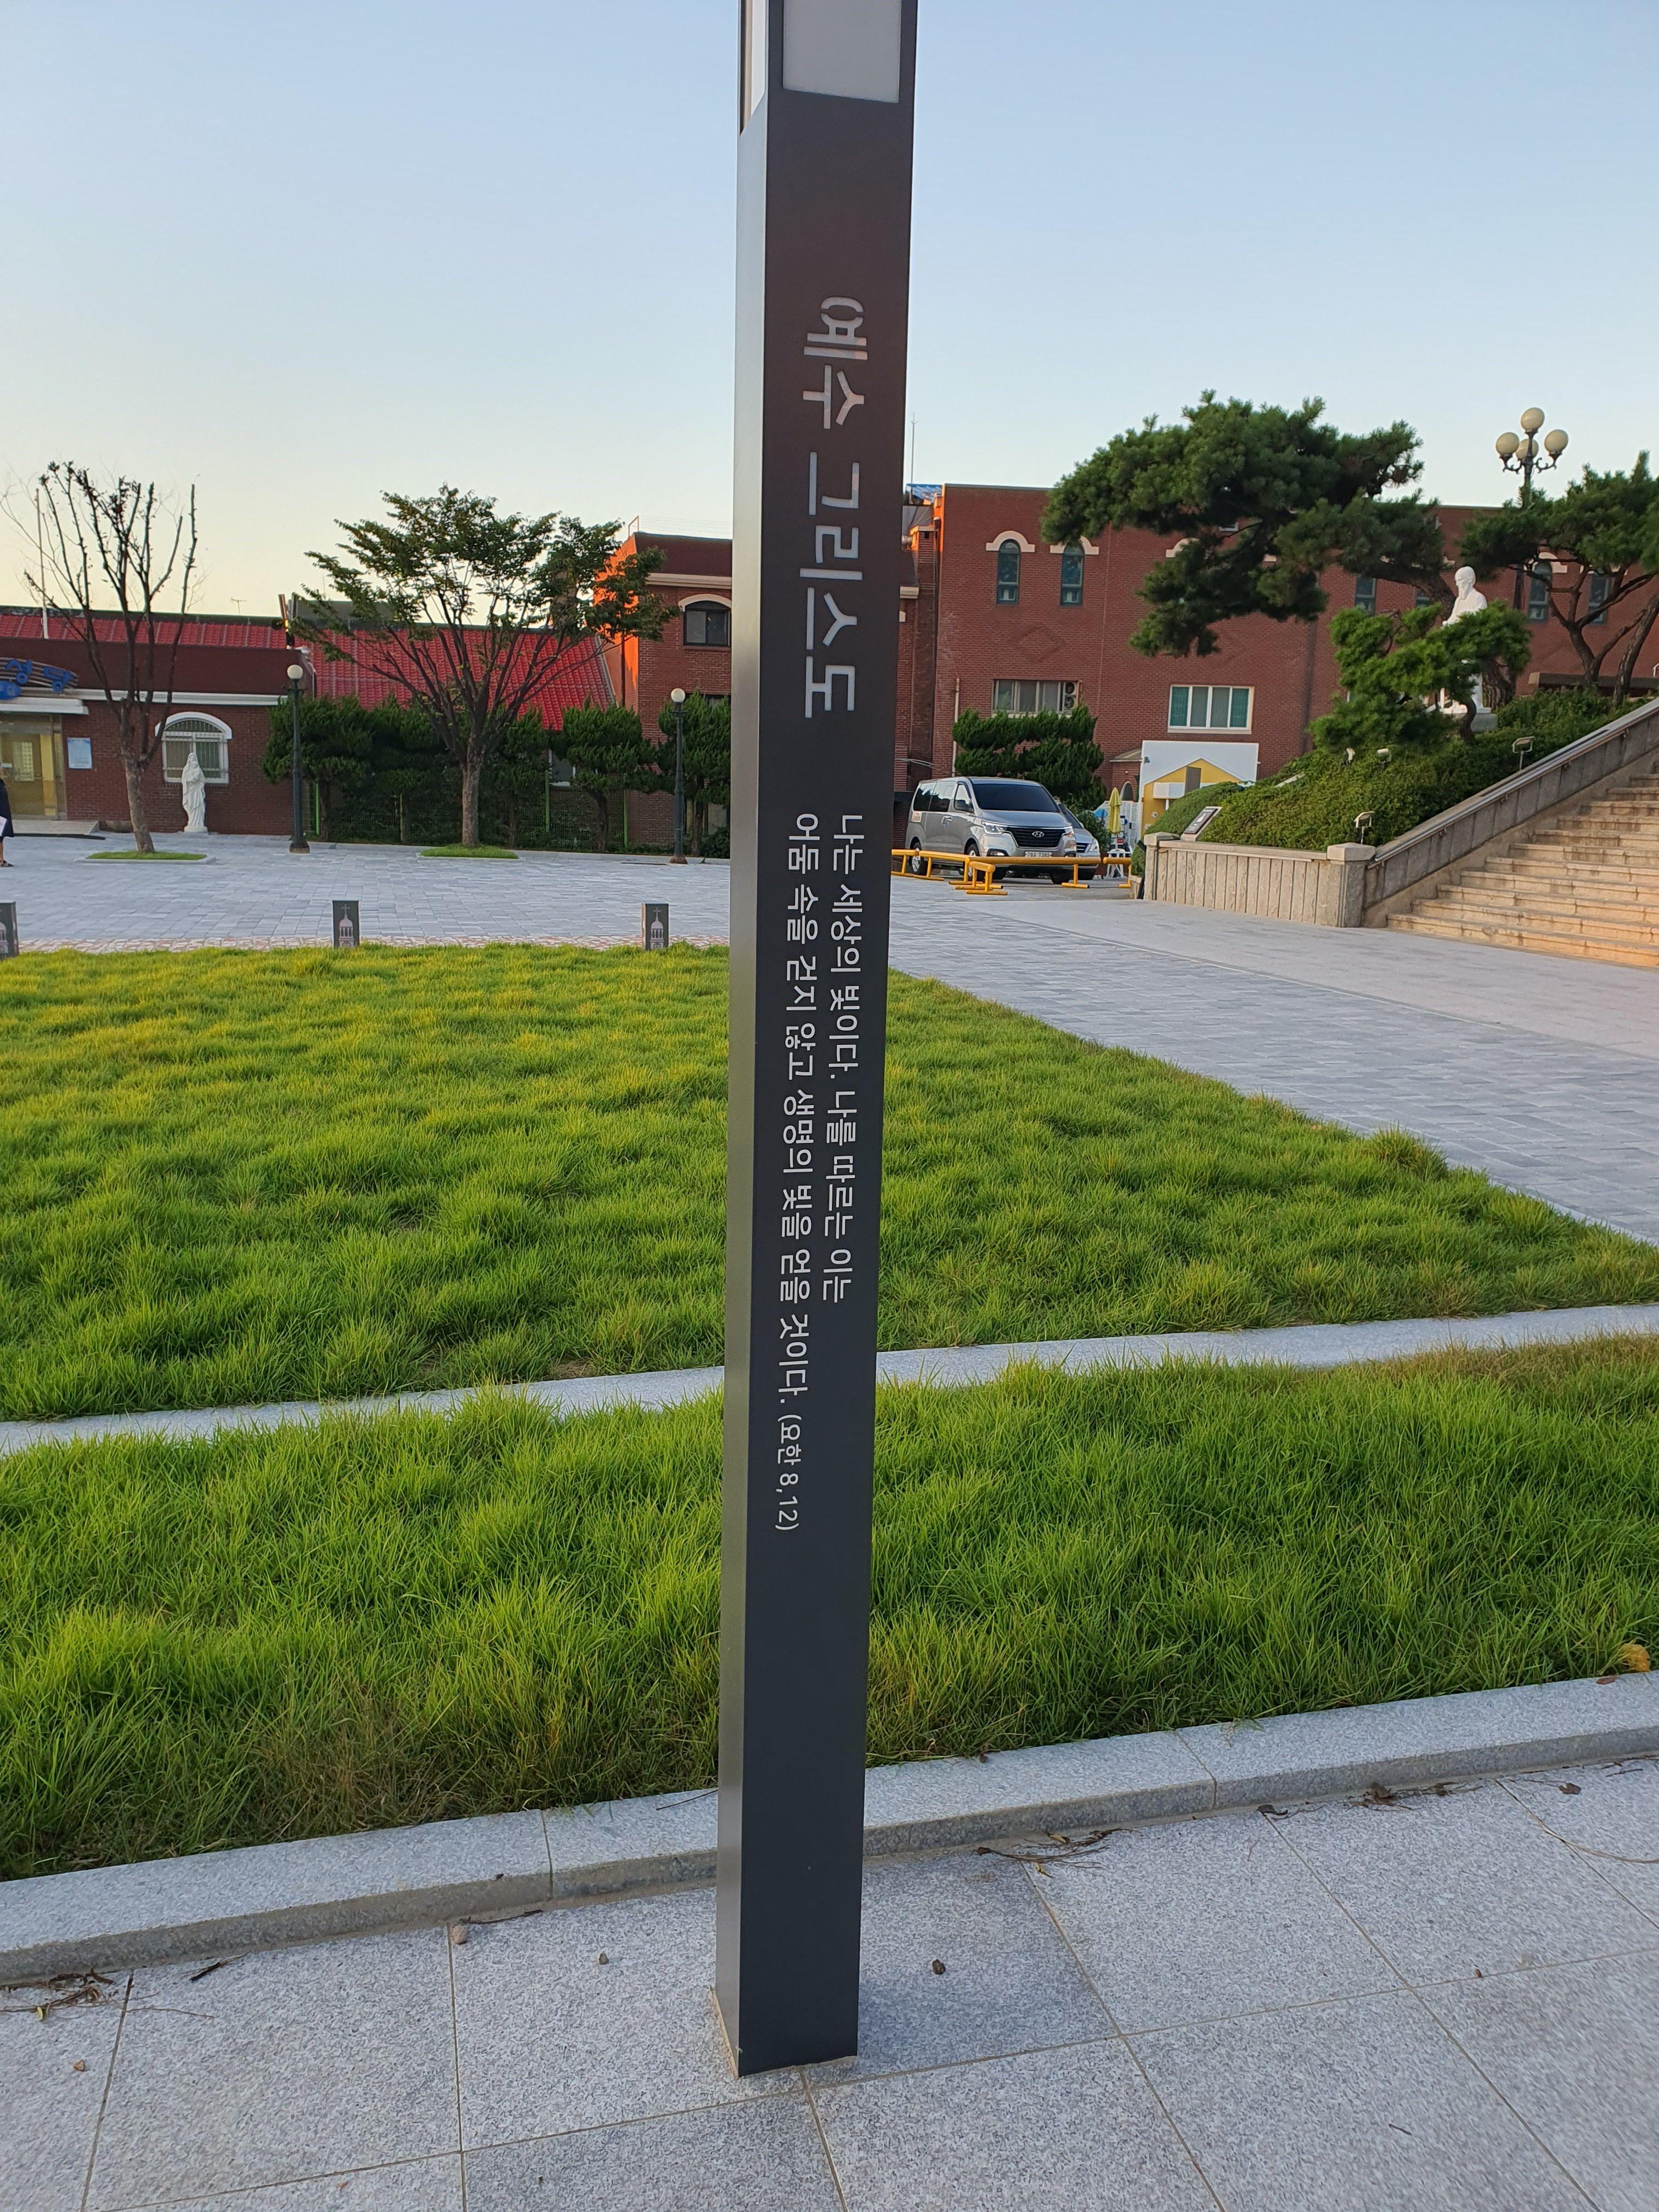 예수 그리스도
나는 세상의 빛이다. 나를 따르는 이는
어둠 속을 걷지 않고 생명의 빛을 얻을 것이다. (요한 8,12)